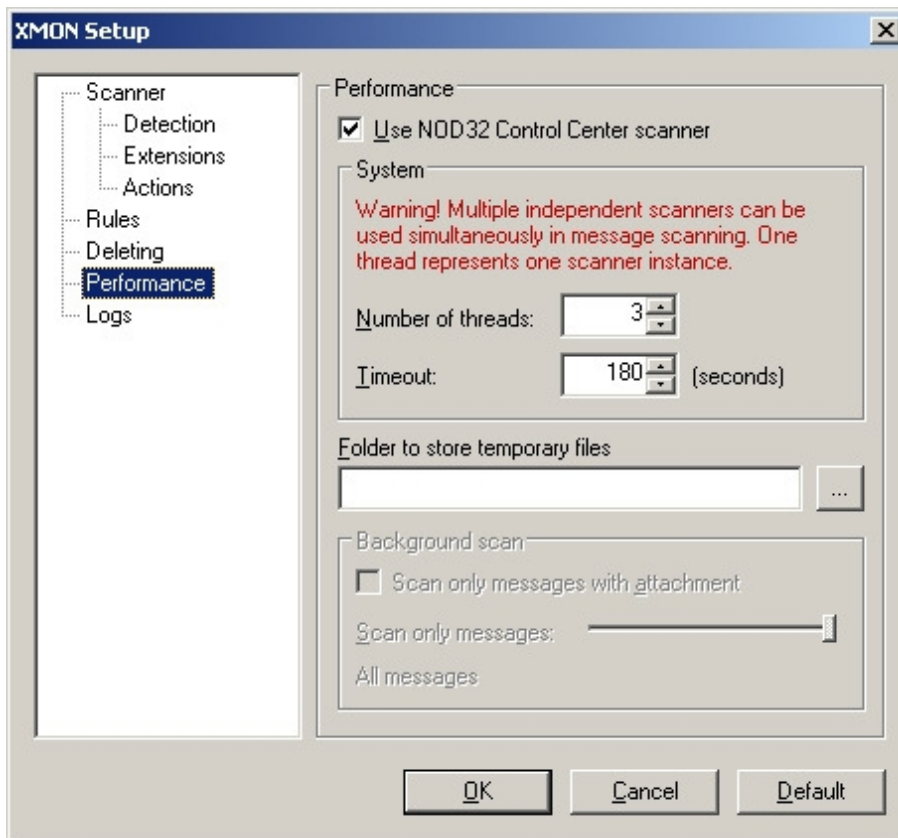 XMON Setup
Scanner
Detection
Extensions
Actions
Rules
Deleting
Performance
Logs
Performance
Use NOD32 Control Center scanner
System
Warning! Multiple independent scanners can be
used simultaneously in message scanning. One
thread represents one scanner instance.
Number of threads: 3
Timeout: 180 (seconds)
Folder to store temporary files
...
Background scan
Scan only messages with attachment
Scan only messages:
All messages
OK Cancel Default